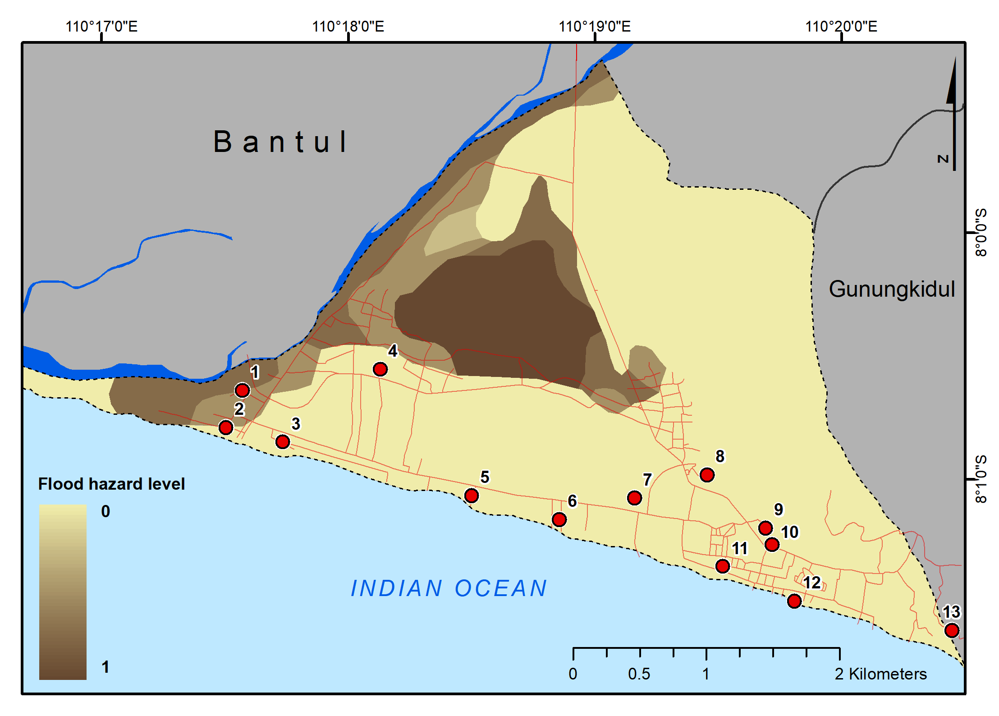 110°17'0"E
110°18'0"E
110°19'0"E
110°20'0"E
Bantul
z
8°0'0"S
Gunungkidul
4
1
2
3
8
8°1'0"S
5
7
6
9
10
11
12
13
Flood hazard level
0
1
INDIAN OCEAN
0
0.5
1
2 Kilometers